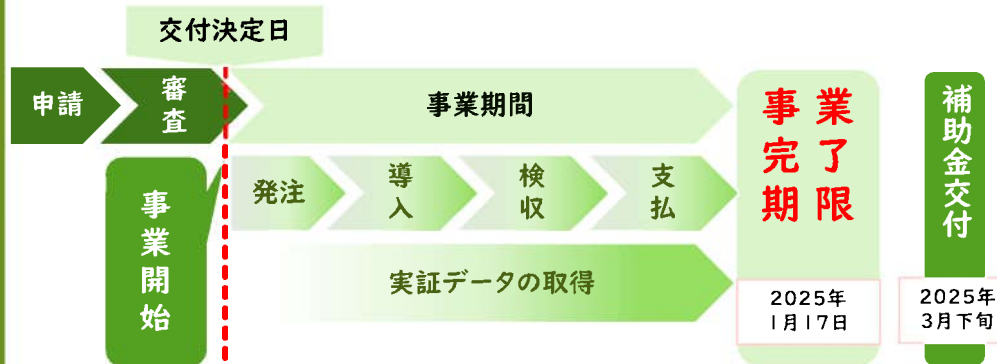 交付決定日
申請
審査
事業期間
事業開始
発注
導入
検収
支払
実証データの取得
事業
完了
期限
2025年
1月17日
補助金交付
2025年
3月下旬